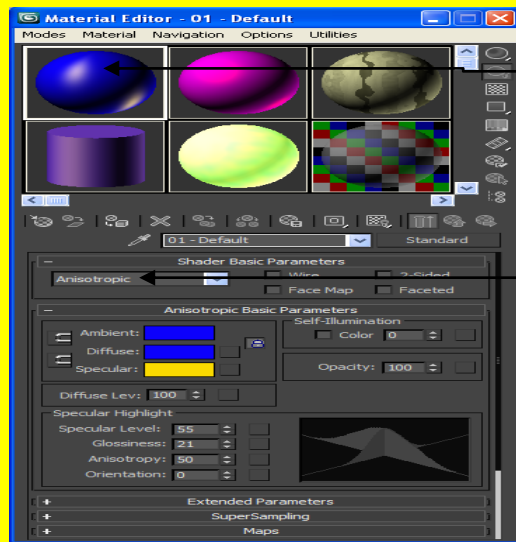 Material Editor - 01 - Default
Modes Material Navigation Options Utilities
01 - Default Standard
Shader Basic Parameters
Anisotropic Wire 2-Sided
Face Map Faceted
Anisotropic Basic Parameters
Self-Illumination
Ambient: Color 0
Diffuse:
Specular: Opacity: 100
Diffuse Lev: 100
Specular Highlight
Specular Level: 55
Glossiness: 21
Anisotropy: 50
Orientation: 0
+ Extended Parameters
+ SuperSampling
+ Maps